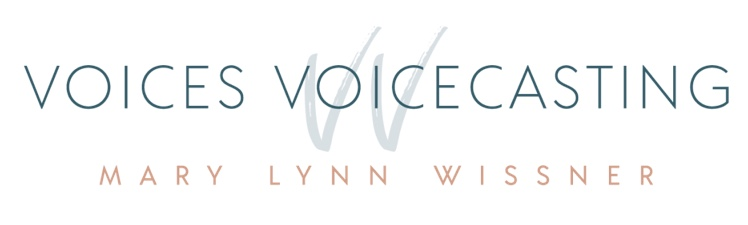 VOICES VOICECASTING
MARY LYNN WISSNER